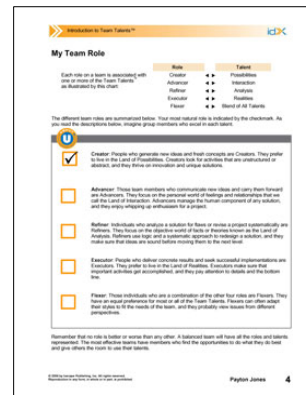 Introduction to Team Talents™
idX
My Team Role
Each role on a team is associated with
one or more of the Team Talents™
as illustrated by this chart
Role Talent
Creator ◄ ► Possibilities
Advancer ◄ ► Interaction
Refiner ◄ ► Analysis
Executor ◄ ► Realities
Flexer ◄ ► Blend of All Talents
The different team roles are summarized below. Your most natural role is indicated by the checkmark. As
you read the descriptions below, imagine group members who excel in each talent.
U
Creator: People who generate new ideas and fresh concepts are Creators. They prefer
to live in the Land of Possibilities. Creators look for activities that are unstructured or
abstract, and they thrive on innovation and unique solutions.
Advancer: Those team members who communicate new ideas and carry them forward
are Advancers. They focus on the personal world of feelings and relationships that we
call the Land of Interaction. Advancers manage the human component of any solution,
and they enjoy whipping up enthusiasm for a project.
Refiner: Individuals who analyze a solution for flaws or revise a project systematically are
Refiners. They focus on the objective world of facts or theories known as the Land of
Analysis. Refiners use logic and a systematic approach to redesign a solution, and they
make sure that ideas are sound before moving them to the next level.
Executor: People who deliver concrete results and seek successful implementations are
Executors. They prefer to live in the Land of Realities. Executors make sure that
important activities get accomplished, and they pay attention to details and the bottom
line.
Flexer: Those individuals who are a combination of the other four roles are Flexers. They
have an equal preference for most or all of the Team Talents. Flexers can often adapt
their styles to fit the needs of the team, and they probably view issues from different
perspectives.
Remember that no role is better or worse than any other. A balanced team will have all the roles and talents
represented. The most effective teams have members who find the opportunities to do what they do best
and give others the room to use their talents.
Payton Jones 4